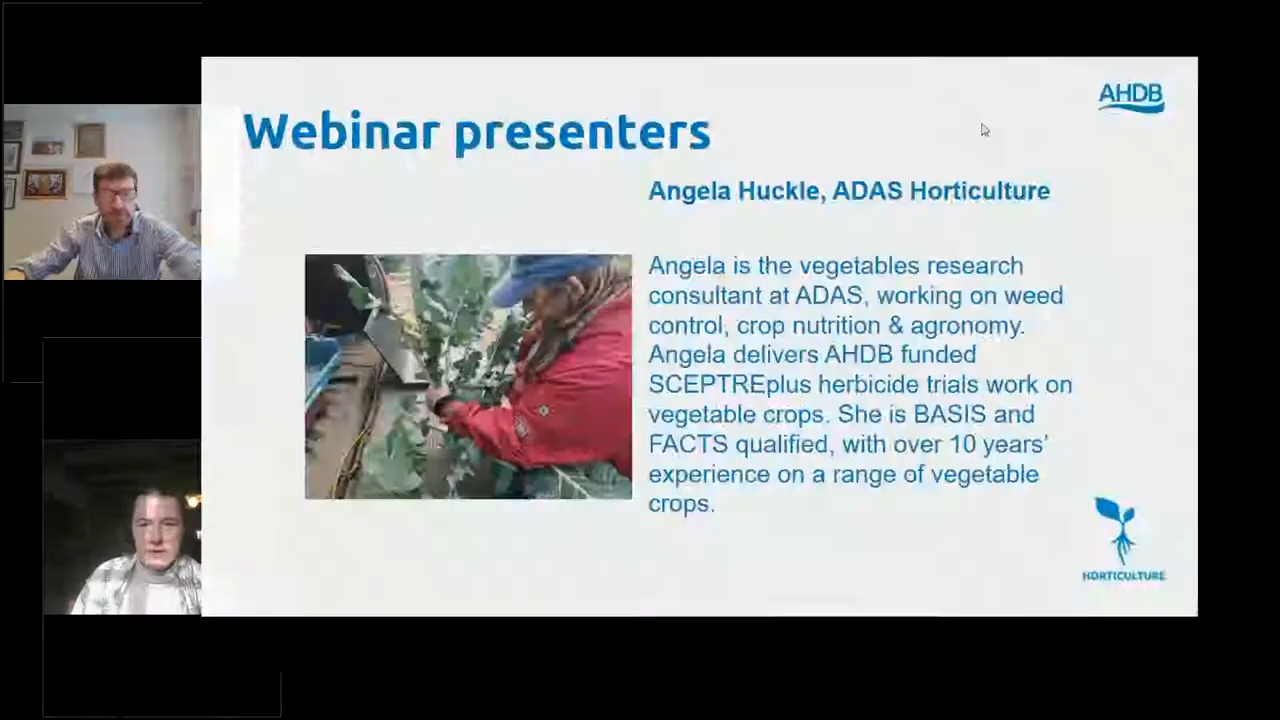 AHDB
Webinar presenters
Angela Huckle, ADAS Horticulture
Angela is the vegetables research
consultant at ADAS, working on weed
control, crop nutrition & agronomy.
Angela delivers AHDB funded
SCEPTREplus herbicide trials work on
vegetable crops. She is BASIS and
FACTS qualified, with over 10 years’
experience on a range of vegetable
crops.
HORTICULTURE